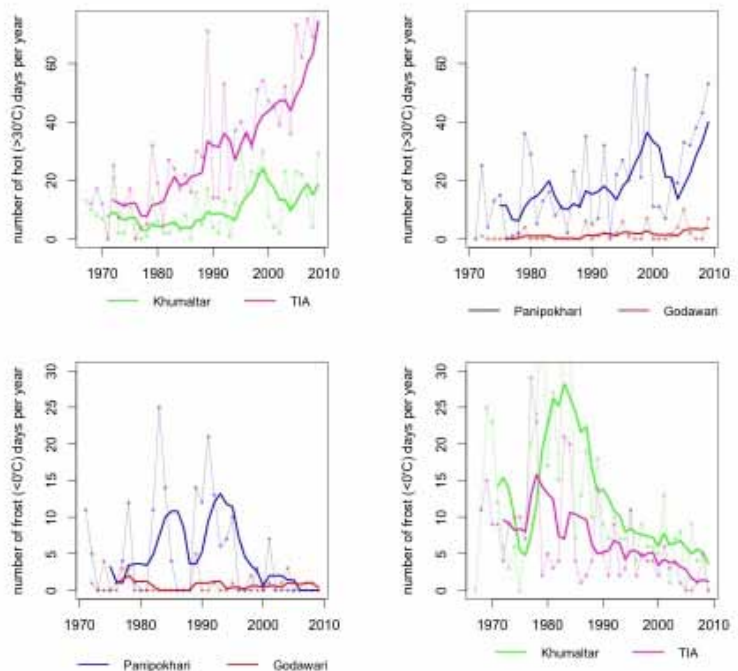 number of hot (>30'C) days per year
60
40
20
0
1970 1980 1990 2000 2010
Khumaltar TIA
number of hot (>30'C) days per year
60
40
20
0
1970 1980 1990 2000 2010
Panipokhari Godawari
number of frost (<0'C) days per year
30
25
20
15
10
5
0
1970 1980 1990 2000 2010
Panipokhari Godawari
number of frost (<0'C) days per year
30
25
20
15
10
5
0
1970 1980 1990 2000 2010
Khumaltar TIA